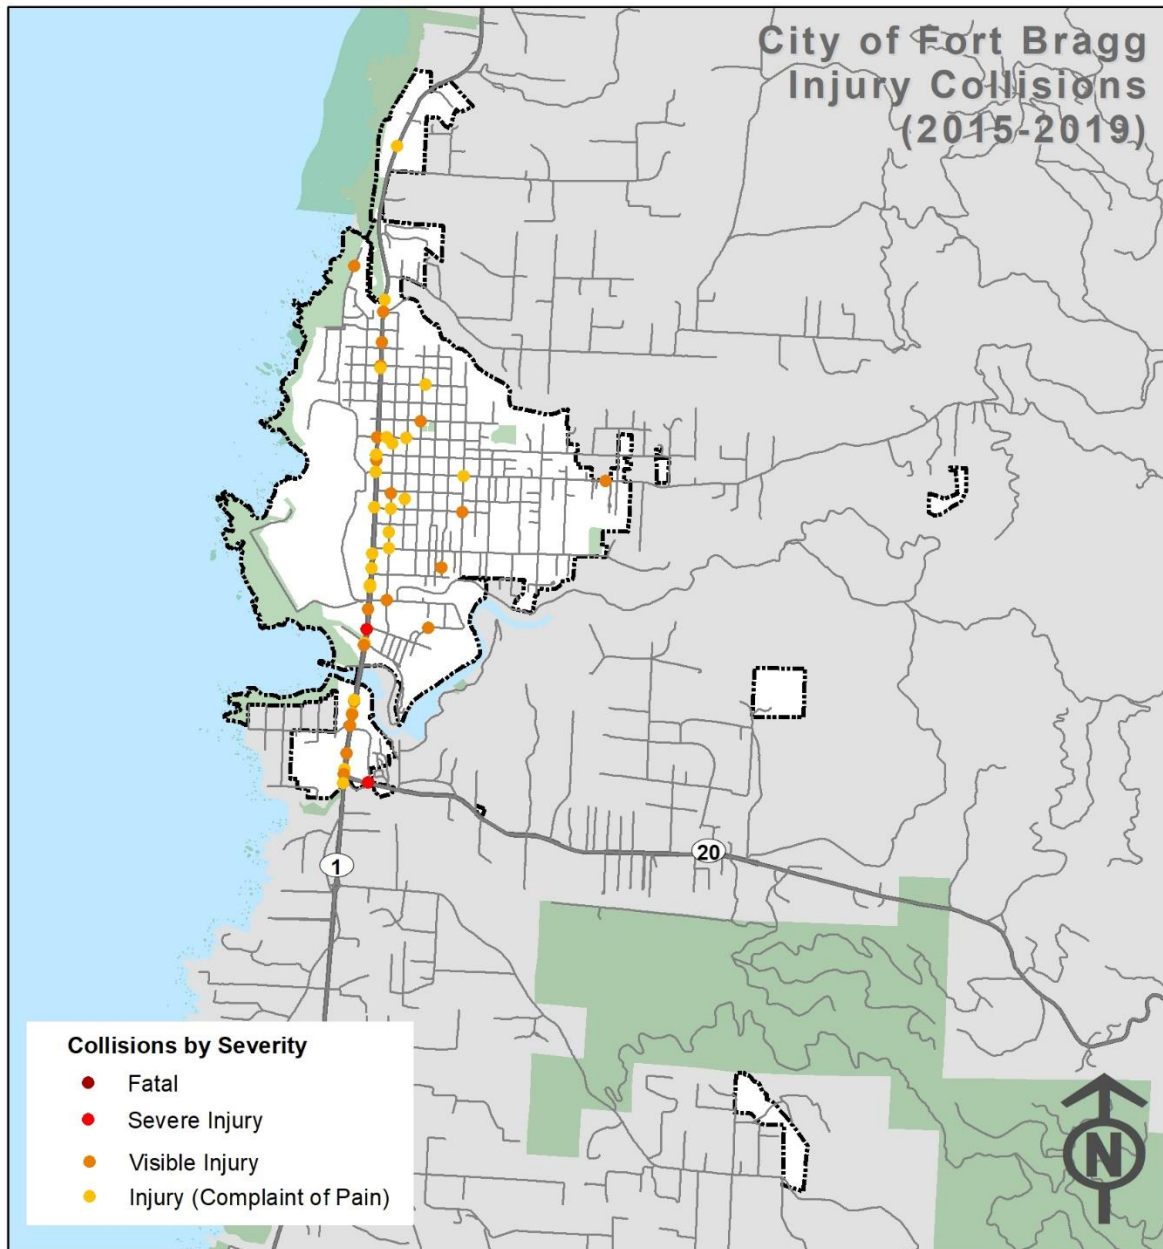 City of Fort Bragg
Injury Collisions
(2015-2019)
20
1
Collisions by Severity
Fatal
Severe Injury
Visible Injury
Injury (Complaint of Pain)
N